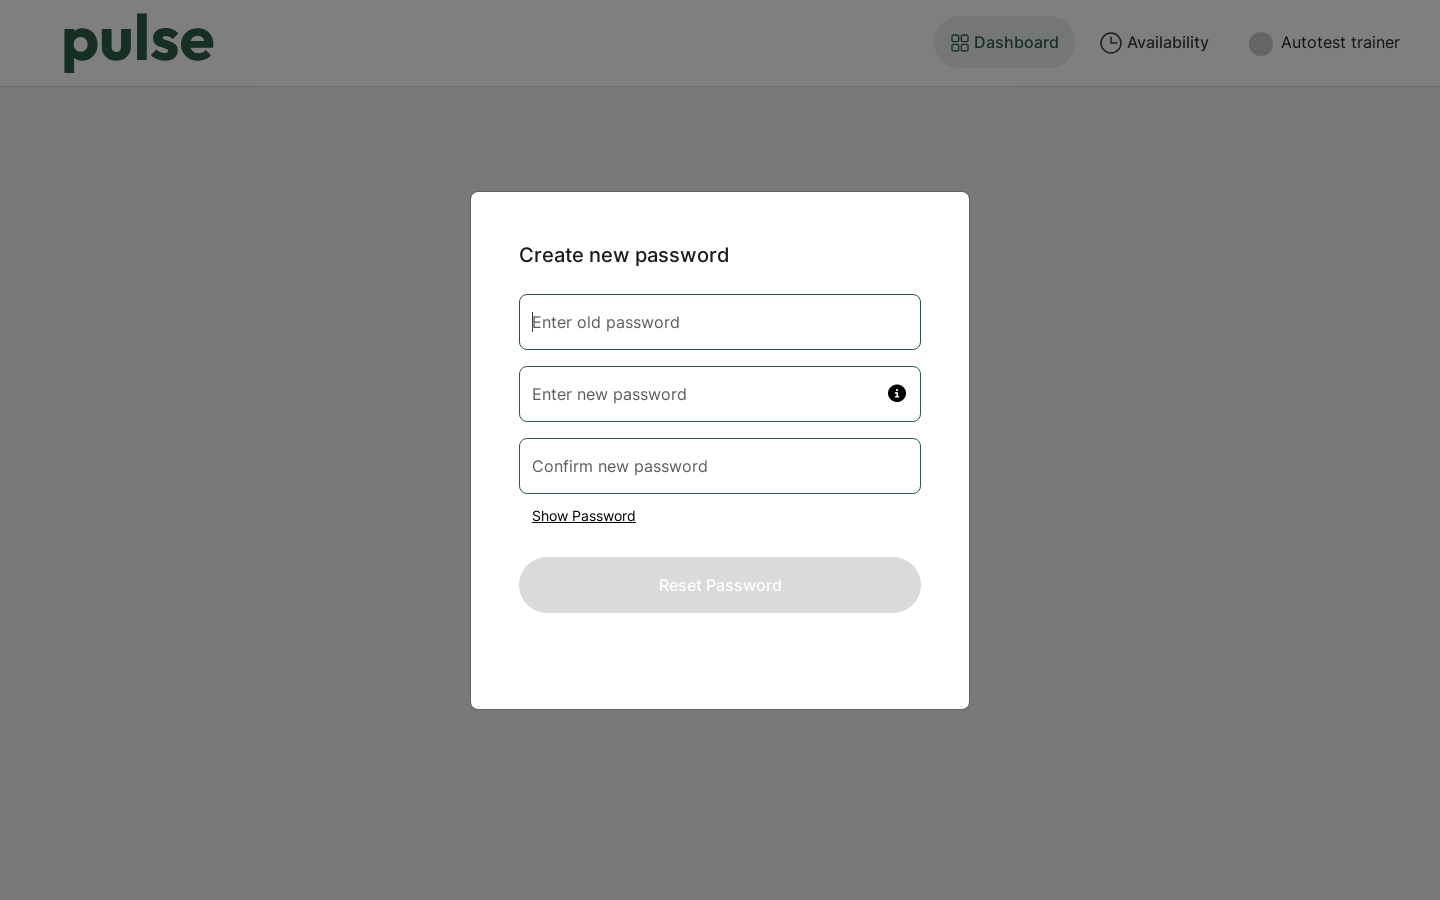 pulse
Dashboard
Availability
Autotest trainer
Create new password
Enter old password
Enter new password
Confirm new password
Show Password
Reset Password